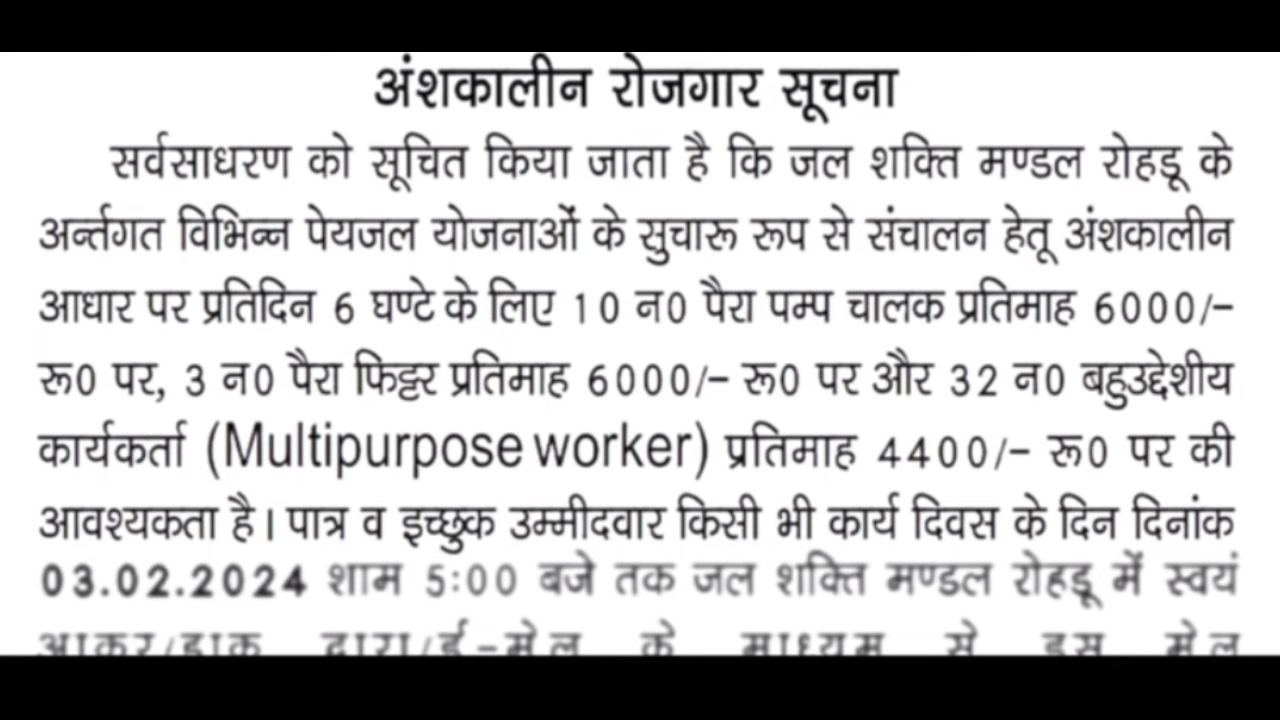 अंशकालीन रोजगार सूचना
सर्वसाधरण को सूचित किया जाता है कि जल शक्ति मण्डल रोहडू के
अर्न्तगत विभिन्न पेयजल योजनाओं के सुचारू रूप से संचालन हेतू अंशकालीन
आधार पर प्रतिदिन 6 घण्टे के लिए 10 न0 पैरा पम्प चालक प्रतिमाह 6000/–
रू0 पर, 3 न0 पैरा फिट्टर प्रतिमाह 6000/– रू0 पर और 32 न0 बहुउद्देशीय
कार्यकर्ता (Multipurpose worker) प्रतिमाह 4400/– रू0 पर की
आवश्यकता है। पात्र व इच्छुक उम्मीदवार किसी भी कार्य दिवस के दिन दिनांक
03.02.2024 शाम 5:00 बजे तक जल शक्ति मण्डल रोहडू में स्वयं
आकर/डाक द्वारा/ई–मेल के माध्यम से इस मेल